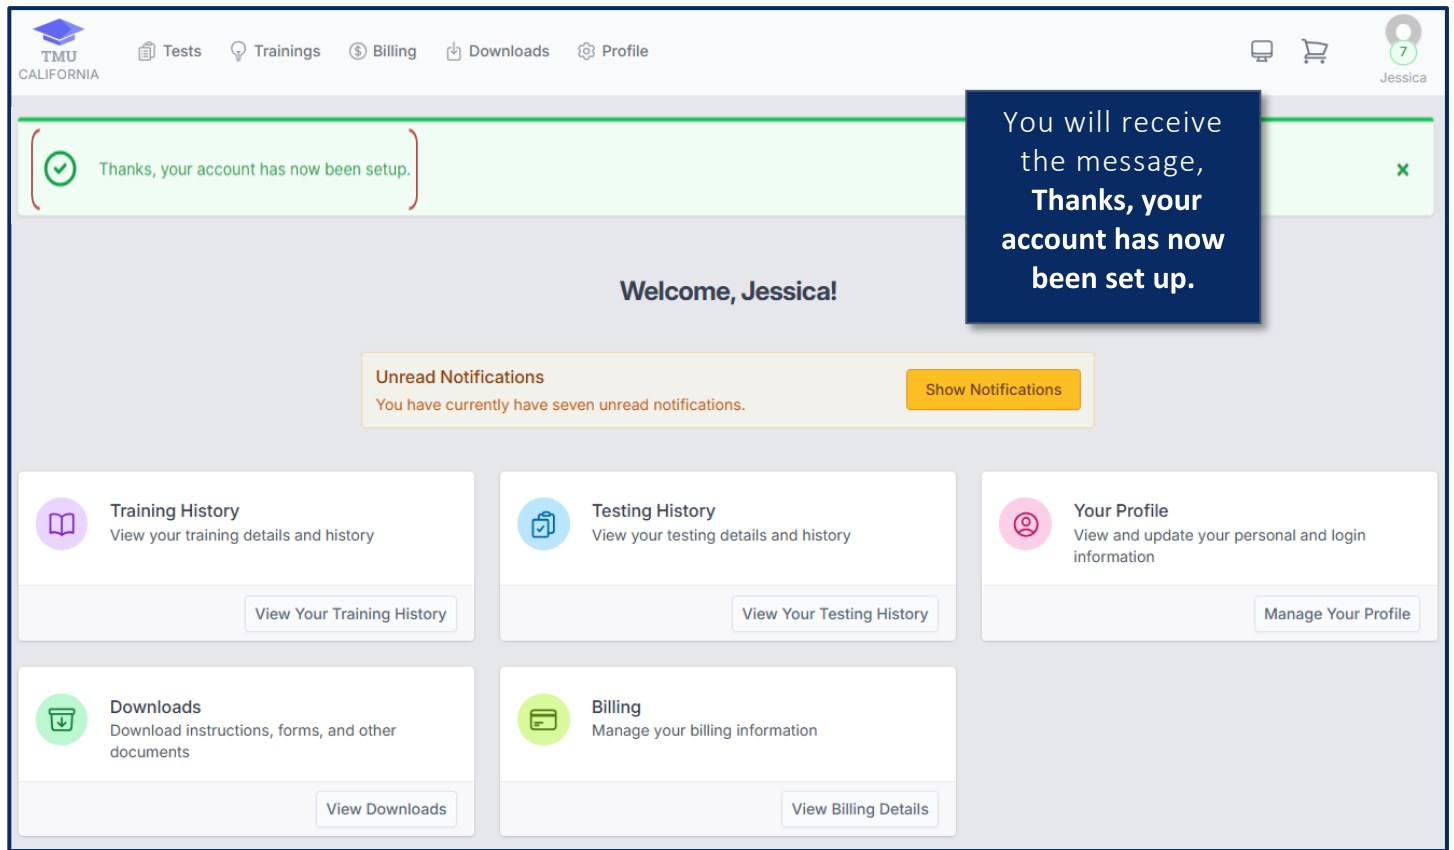 TMU
CALIFORNIA
Tests
Trainings
Billing
Downloads
Profile
7
Jessica
Thanks, your account has now been setup.
You will receive
the message,
Thanks, your
account has now
been set up.
Welcome, Jessica!
Unread Notifications
You have currently have seven unread notifications.
Show Notifications
Training History
View your training details and history
View Your Training History
Testing History
View your testing details and history
View Your Testing History
Your Profile
View and update your personal and login
information
Manage Your Profile
Downloads
Download instructions, forms, and other
documents
View Downloads
Billing
Manage your billing information
View Billing Details